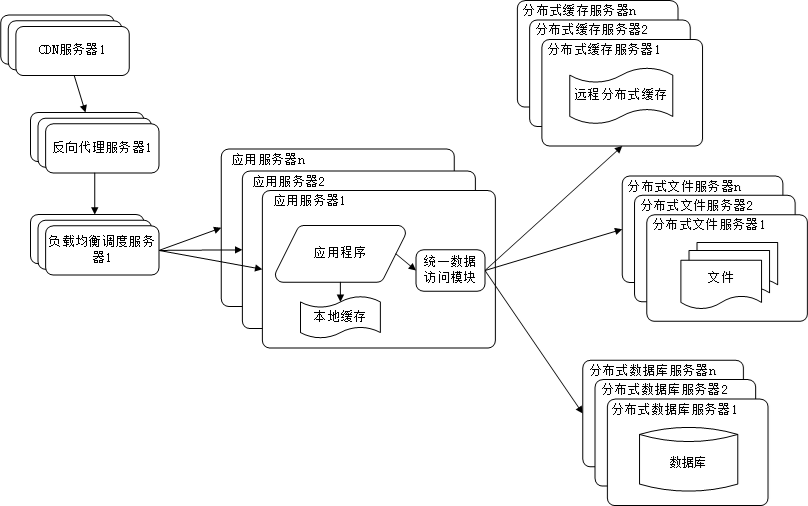 CDN服务器1
反向代理服务器1
负载均衡调度服务
器1
应用服务器n
应用服务器2
应用服务器1
应用程序
本地缓存
统一数据
访问模块
分布式缓存服务器n
分布式缓存服务器2
分布式缓存服务器1
远程分布式缓存
分布式文件服务器n
分布式文件服务器2
分布式文件服务器1
文件
分布式数据库服务器n
分布式数据库服务器2
分布式数据库服务器1
数据库